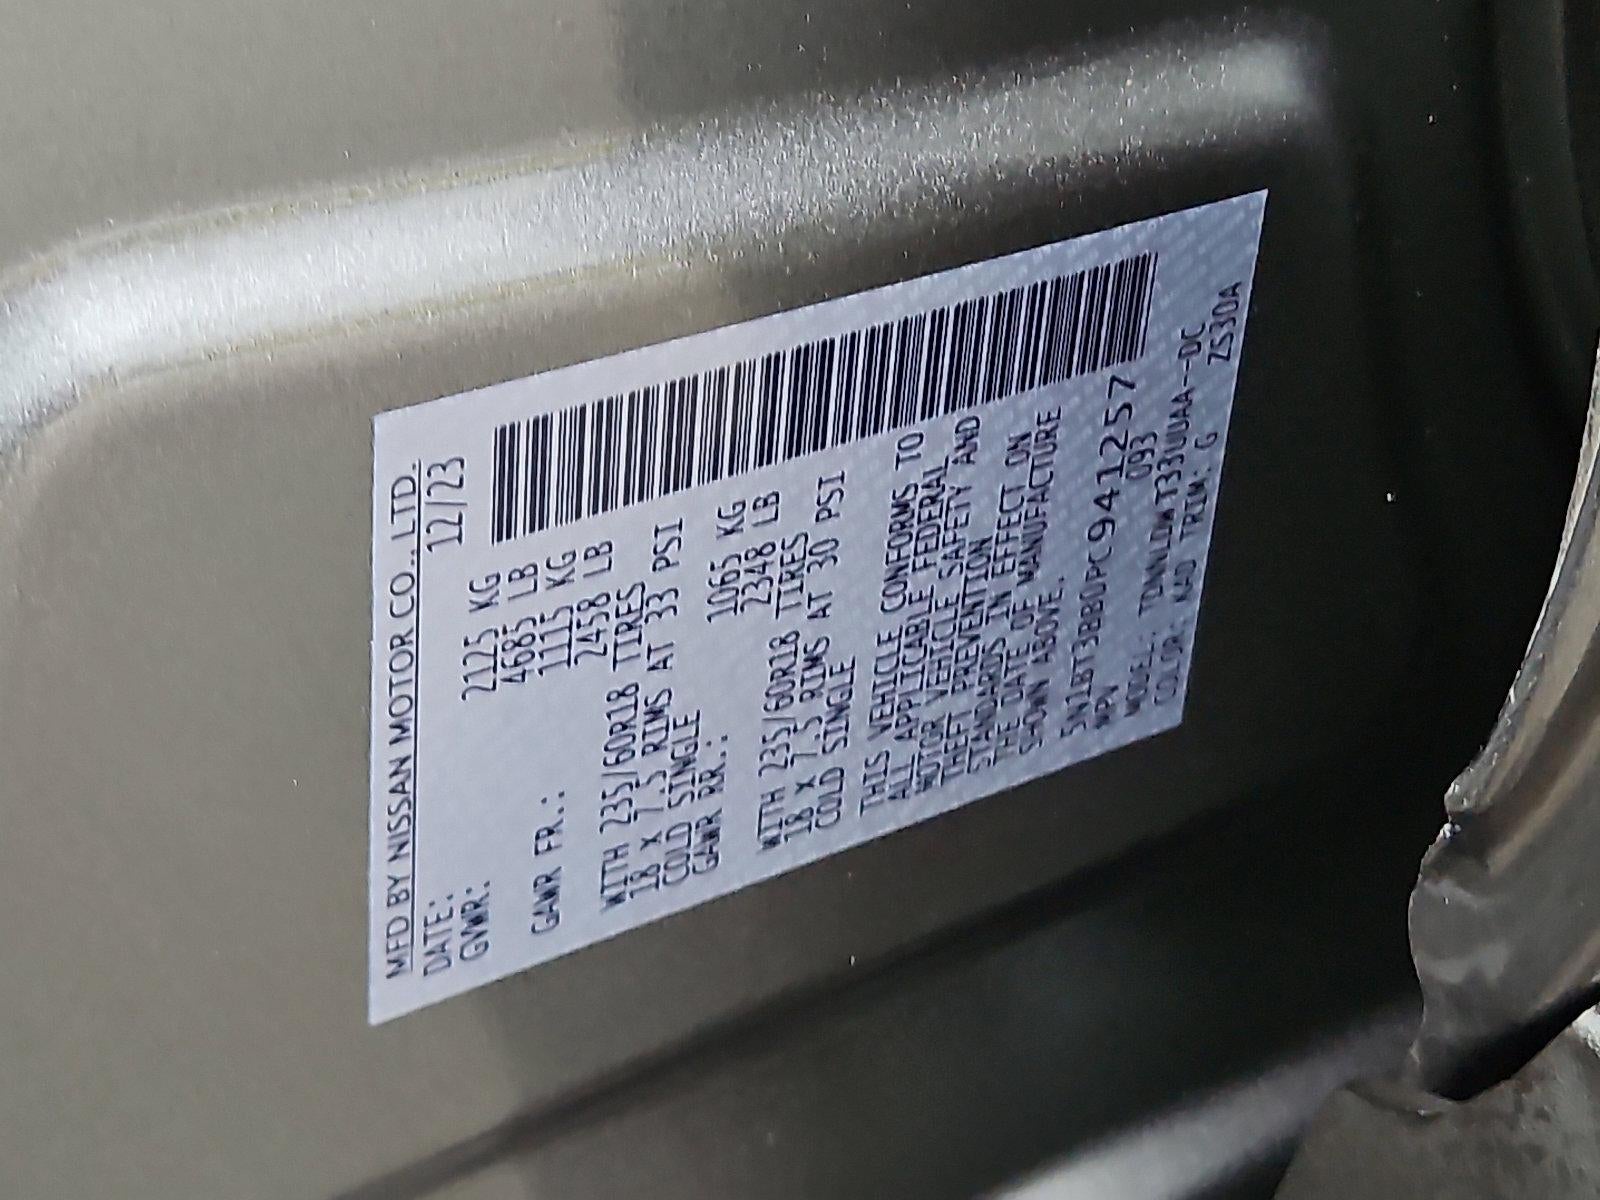 MFD BY NISSAN MOTOR CO., LTD.
DATE: 12/23
GVWR: 2125 KG
4685 LB
GAWR FR.: 1115 KG
2458 LB
WITH 235/60R18 TIRES
18 X 7.5 RIMS AT 33 PSI
COLD SINGLE
GAWR RR.: 1065 KG
2348 LB
WITH 235/60R18 TIRES
18 X 7.5 RIMS AT 30 PSI
COLD SINGLE
THIS VEHICLE CONFORMS TO
ALL APPLICABLE FEDERAL
MOTOR VEHICLE SAFETY AND
THEFT PREVENTION
STANDARDS IN EFFECT ON
THE DATE OF MANUFACTURE
SHOWN ABOVE.
5N1BT3BB0PC941257
MPV 093
MODEL: TDNNLDWT33UUAA--DC
COLOR: KAD TRIM: G ZS30A